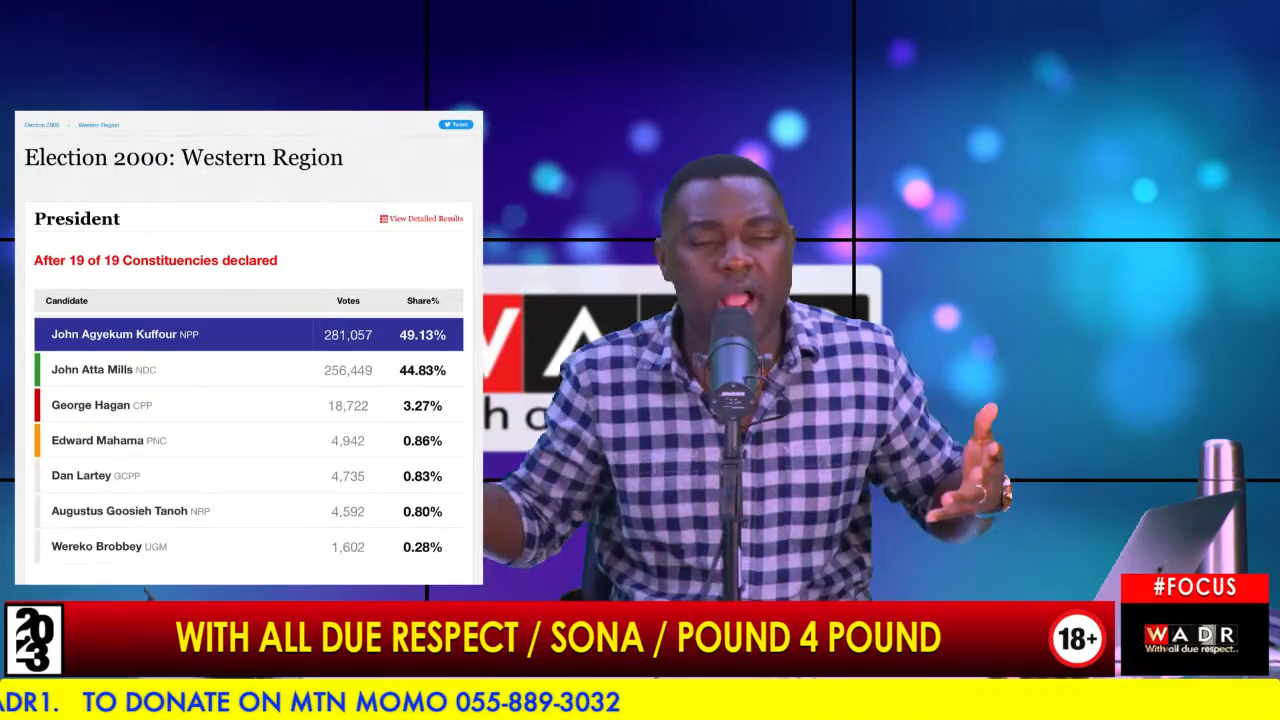 Election 2000 Western Region
Tweet
Election 2000: Western Region
President
View Detailed Results
After 19 of 19 Constituencies declared
Candidate Votes Share%
John Agyekum Kuffour NPP 281,057 49.13%
John Atta Mills NDC 256,449 44.83%
George Hagan CPP 18,722 3.27%
Edward Mahama PNC 4,942 0.86%
Dan Lartey GCPP 4,735 0.83%
Augustus Goosieh Tanoh NRP 4,592 0.80%
Wereko Brobbey UGM 1,602 0.28%
#FOCUS
2023
WITH ALL DUE RESPECT / SONA / POUND 4 POUND
18+
WADR
With all due respect..
ADR1. TO DONATE ON MTN MOMO 055-889-3032